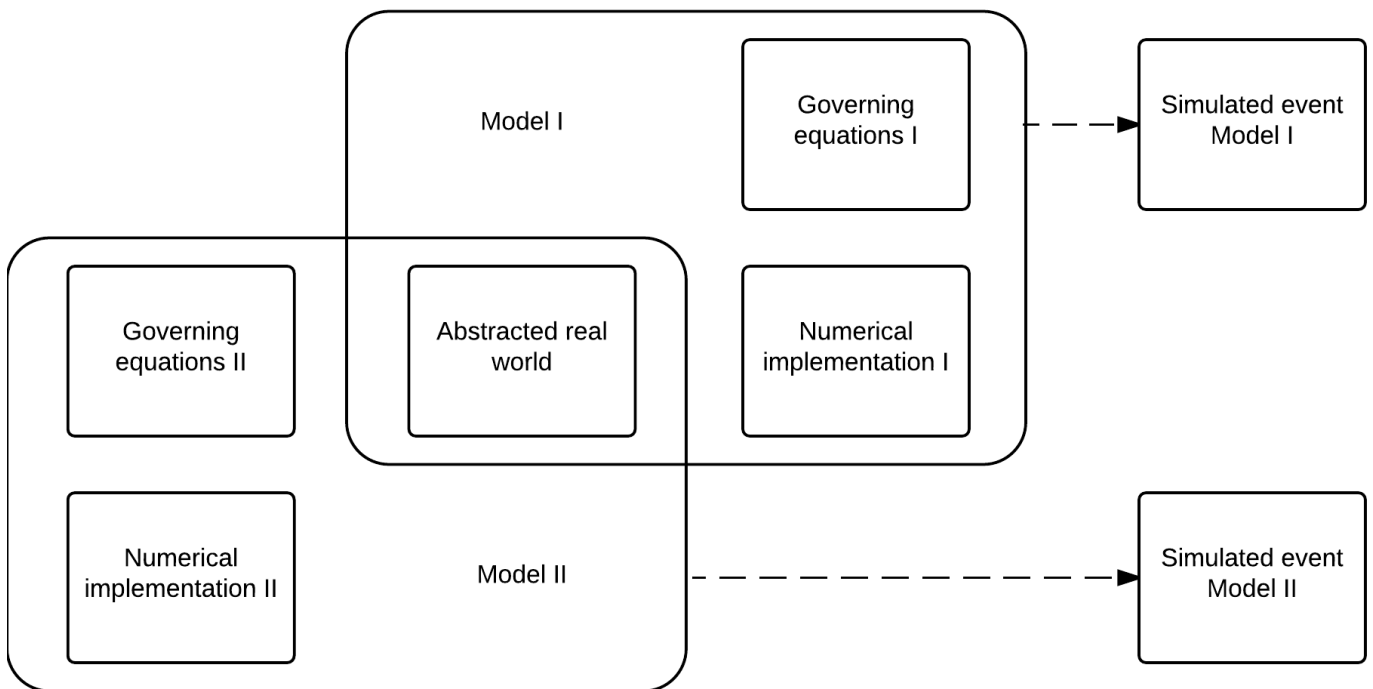 Model I
Governing
equations I
Simulated event
Model I
Governing
equations II
Abstracted real
world
Numerical
implementation I
Numerical
implementation II
Model II
Simulated event
Model II